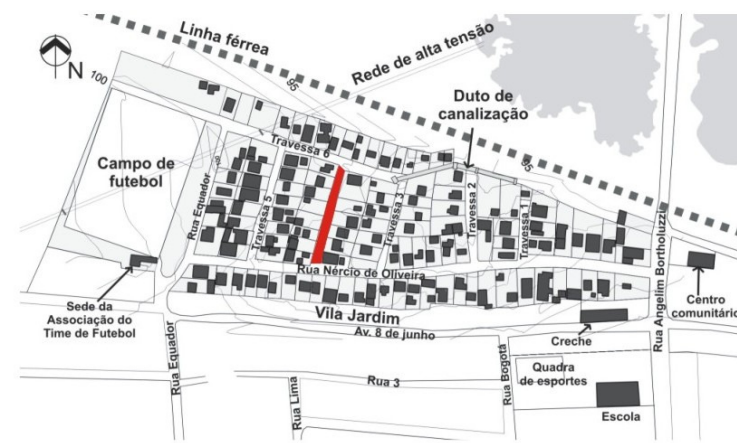 Linha férrea
95
Rede de alta tensão
N
100
Duto de
canalização
Travessa 6
Campo de
futebol
95
Rua Equador
Travessa 5
Travessa 3
Travessa 2
Travessa 1
Rua Nércio de Oliveira
Rua Angelim Bortholuzzi
Sede da
Associação do
Time de Futebol
Vila Jardim
Av. 8 de junho
Creche
Centro
comunitário
Rua Equador
Rua Lima
Rua 3
Rua Bogotá
Quadra
de esportes
Escola